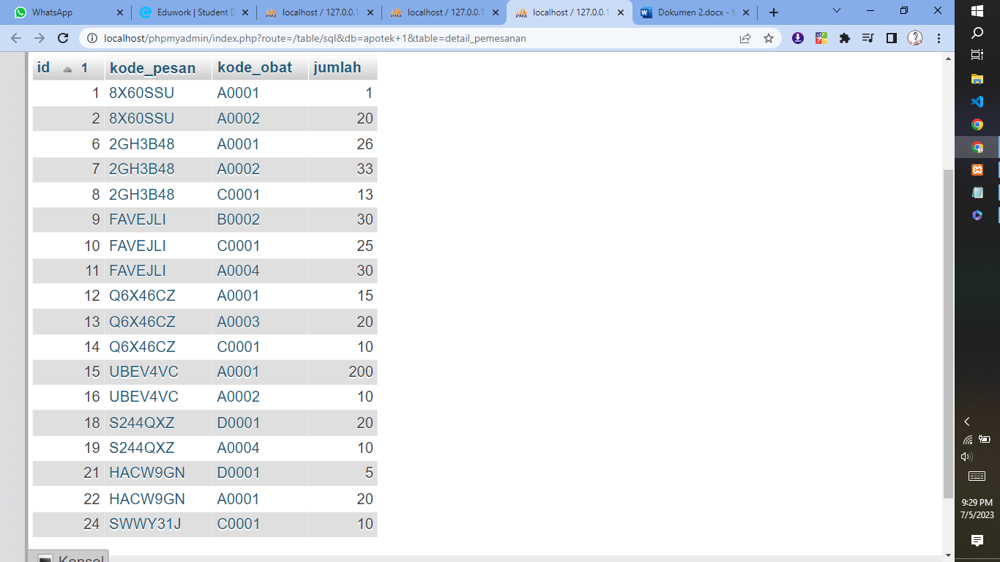 WhatsApp
Eduwork | Student D
localhost / 127.0.0.1
localhost / 127.0.0.1
localhost / 127.0.0.1
Dokumen 2.docx - M
localhost/phpmyadmin/index.php?route=/table/sql&db=apotek+1&table=detail_pemesanan
id 1 kode_pesan kode_obat jumlah
1 8X60SSU A0001 1
2 8X60SSU A0002 20
6 2GH3B48 A0001 26
7 2GH3B48 A0002 33
8 2GH3B48 C0001 13
9 FAVEJLI B0002 30
10 FAVEJLI C0001 25
11 FAVEJLI A0004 30
12 Q6X46CZ A0001 15
13 Q6X46CZ A0003 20
14 Q6X46CZ C0001 10
15 UBEV4VC A0001 200
16 UBEV4VC A0002 10
18 S244QXZ D0001 20
19 S244QXZ A0004 10
21 HACW9GN D0001 5
22 HACW9GN A0001 20
24 SWWY31J C0001 10
Konsol
9:29 PM
7/5/2023